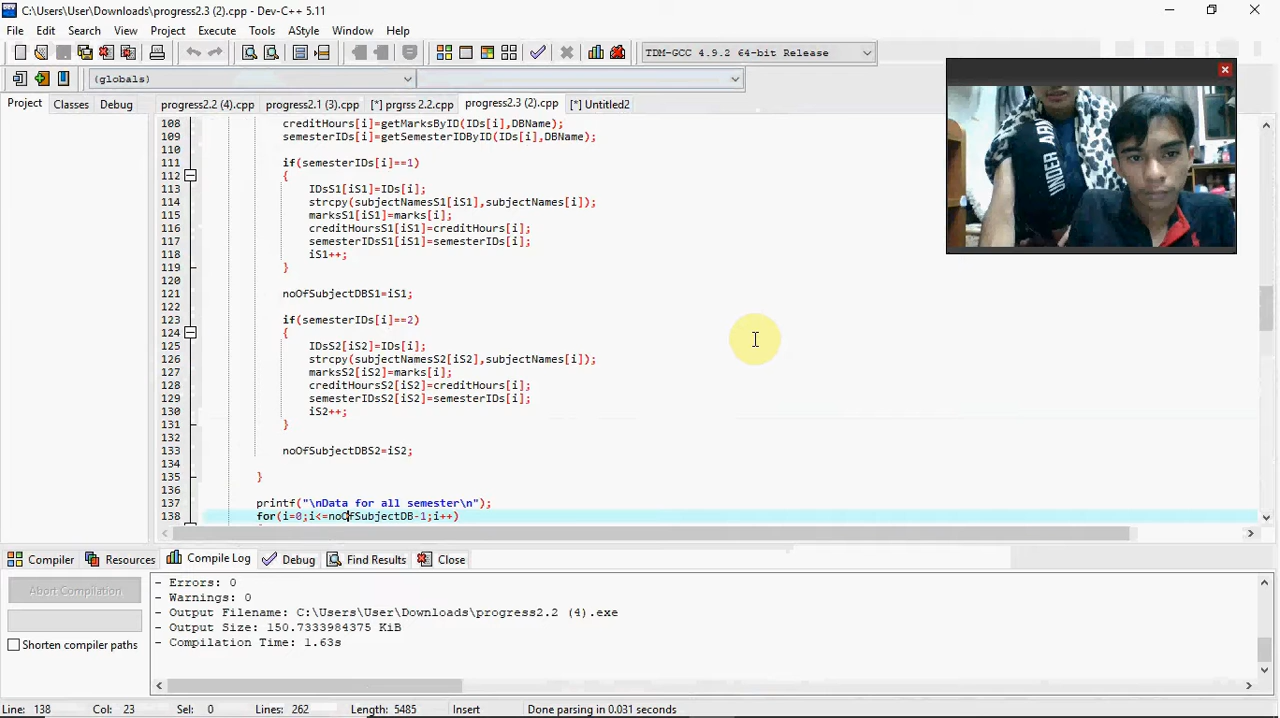 C:\Users\User\Downloads\progress2.3 (2).cpp - Dev-C++ 5.11
File Edit Search View Project Execute Tools AStyle Window Help
TDM-GCC 4.9.2 64-bit Release
(globals)
Project Classes Debug
progress2.2 (4).cpp progress2.1 (3).cpp [*] prgrss 2.2.cpp progress2.3 (2).cpp [*] Untitled2
108 creditHours[i]=getMarksByID(IDs[i],DBName);
109 semesterIDs[i]=getSemesterIDByID(IDs[i],DBName);
110
111 if(semesterIDs[i]==1)
112 {
113 IDsS1[iS1]=IDs[i];
114 strcpy(subjectNamesS1[iS1],subjectNames[i]);
115 marksS1[iS1]=marks[i];
116 creditHoursS1[iS1]=creditHours[i];
117 semesterIDsS1[iS1]=semesterIDs[i];
118 iS1++;
119 }
120
121 noOfSubjectDBS1=iS1;
122
123 if(semesterIDs[i]==2)
124 {
125 IDsS2[iS2]=IDs[i];
126 strcpy(subjectNamesS2[iS2],subjectNames[i]);
127 marksS2[iS2]=marks[i];
128 creditHoursS2[iS2]=creditHours[i];
129 semesterIDsS2[iS2]=semesterIDs[i];
130 iS2++;
131 }
132
133 noOfSubjectDBS2=iS2;
134
135 }
136
137 printf("\nData for all semester\n");
138 for(i=0;i<=noOfSubjectDB-1;i++)
UNDER ARM
Compiler Resources Compile Log Debug Find Results Close
Abort Compilation
Shorten compiler paths
- Errors: 0
- Warnings: 0
- Output Filename: C:\Users\User\Downloads\progress2.2 (4).exe
- Output Size: 150.7333984375 KiB
- Compilation Time: 1.63s
Line: 138 Col: 23 Sel: 0 Lines: 262 Length: 5485 Insert Done parsing in 0.031 seconds